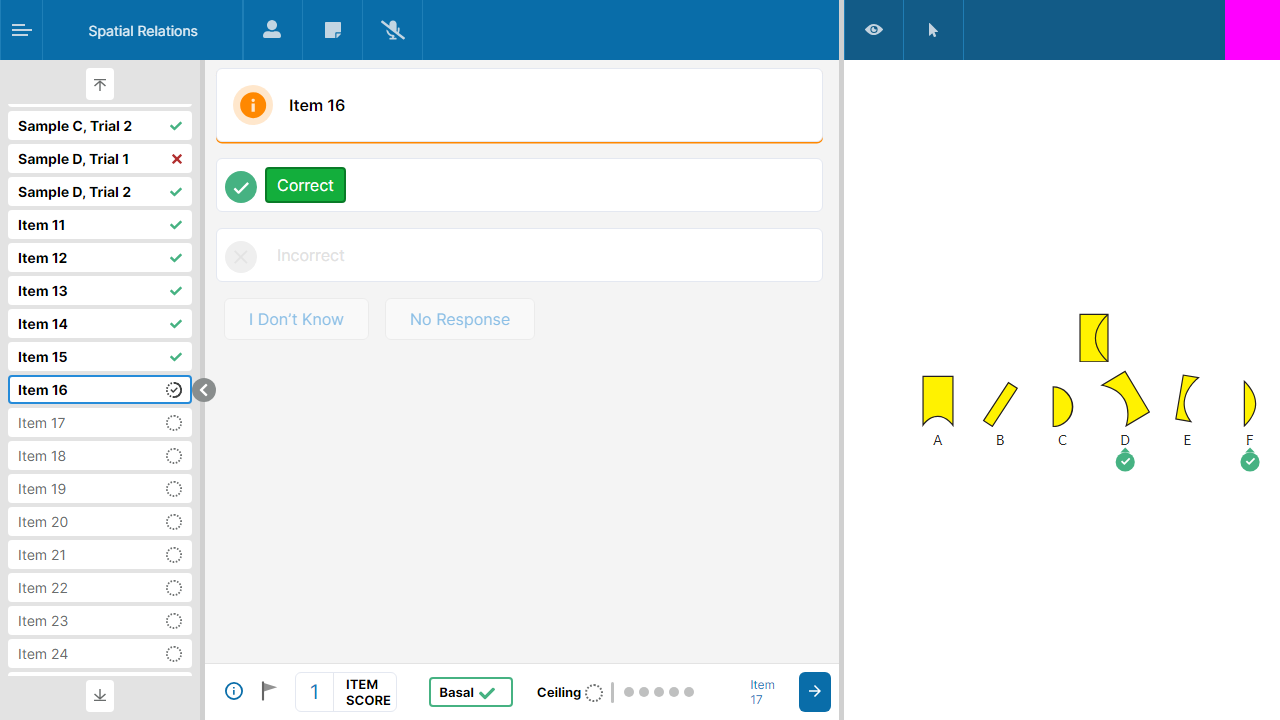 Spatial Relations
Sample C, Trial 2
Sample D, Trial 1
Sample D, Trial 2
Item 11
Item 12
Item 13
Item 14
Item 15
Item 16
Item 17
Item 18
Item 19
Item 20
Item 21
Item 22
Item 23
Item 24
Item 16
Correct
Incorrect
I Don't Know
No Response
1
ITEM
SCORE
Basal
Ceiling
Item
17
A B C D E F